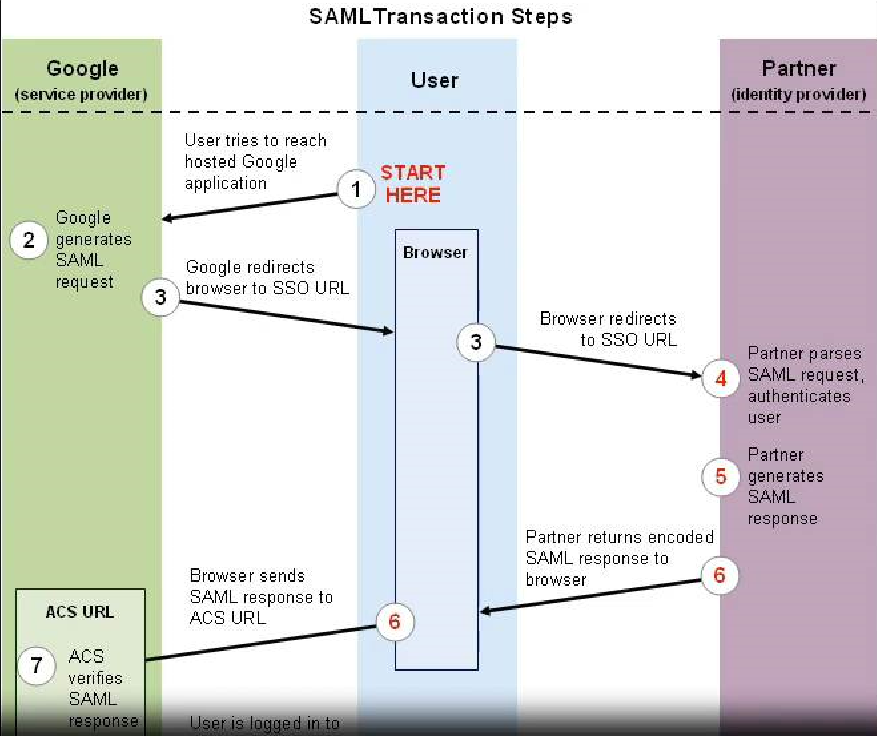 SAML Transaction Steps
Google
(service provider)
User
Partner
(identity provider)
User tries to reach
hosted Google
application
1
START
HERE
2
Google
generates
SAML
request
Browser
3
Google redirects
browser to SSO URL
3
Browser redirects
to SSO URL
4
Partner parses
SAML request,
authenticates
user
5
Partner
generates
SAML
response
Partner returns encoded
SAML response to
browser
6
Browser sends
SAML response to
ACS URL
6
ACS URL
7
ACS
verifies
SAML
response
User is logged in to